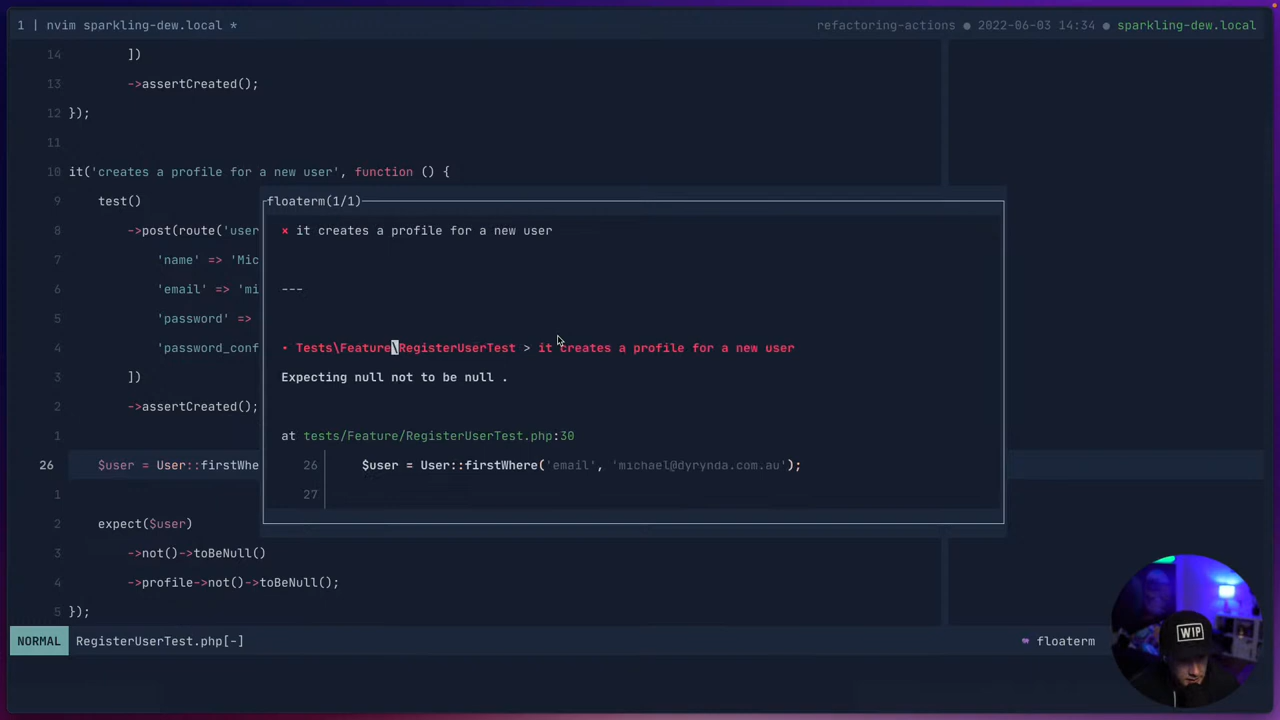 1 | nvim sparkling-dew.local *
refactoring-actions ● 2022-06-03 14:34 ● sparkling-dew.local
14 ])
13 ->assertCreated();
12 });
11
10 it('creates a profile for a new user', function () {
9 test()
8 ->post(route('user
7 'name' => 'Mic
6 'email' => 'mi
5 'password' =>
4 'password_conf
3 ])
2 ->assertCreated();
1
26 $user = User::firstWhe
1
2 expect($user)
3 ->not()->toBeNull()
4 ->profile->not()->toBeNull();
5 });
floaterm(1/1)
× it creates a profile for a new user
---
• Tests\Feature\RegisterUserTest > it creates a profile for a new user
Expecting null not to be null .
at tests/Feature/RegisterUserTest.php:30
26 $user = User::firstWhere('email', 'michael@dyrynda.com.au');
27
NORMAL RegisterUserTest.php[-]
floaterm
WIP